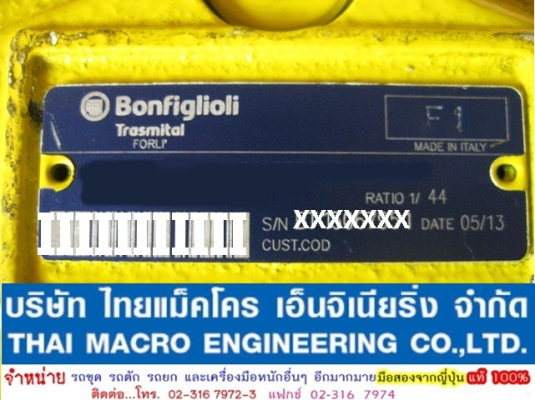 Bonfiglioli
Trasmital
FORLI'
F1
MADE IN ITALY
RATIO 1/ 44
S/N XXXXXXXX DATE 05/13
CUST.COD
บริษัท ไทยแม็คโคร เอ็นจิเนียริ่ง จำกัด
THAI MACRO ENGINEERING CO.,LTD.
จำหน่าย รถขุด รถตัก รถยก และเครื่องมือหนักอื่นๆ อีกมากมายมือสองจากญี่ปุ่น แท้ 100%
ติดต่อ...โทร. 02-316 7972-3 แฟกซ์ 02-316 7974